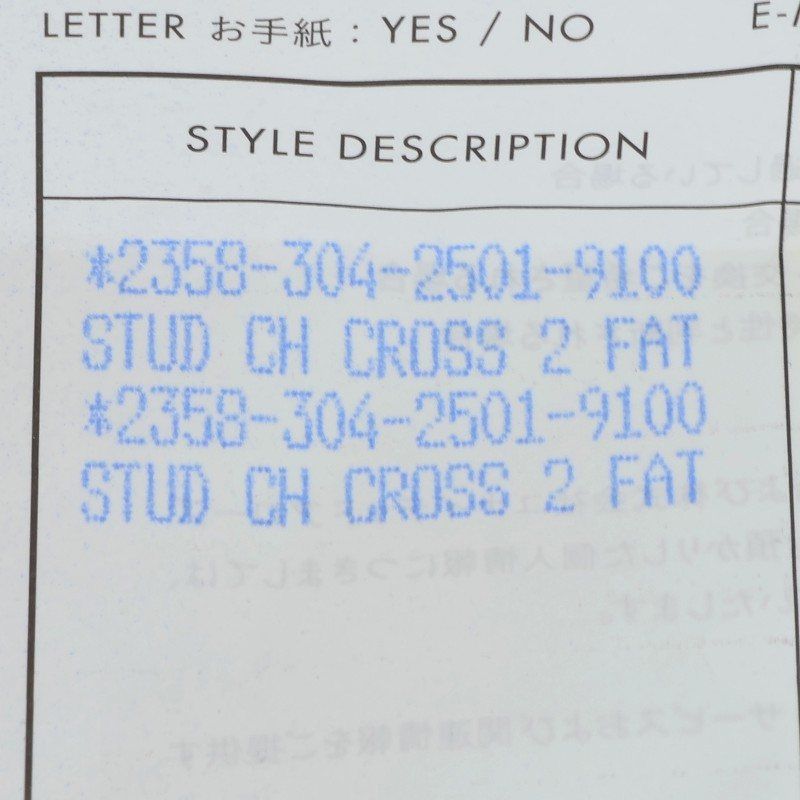 LETTER お手紙 : YES / NO
E-
STYLE DESCRIPTION
*2358-304-2501-9100
STUD CH CROSS 2 FAT
*2358-304-2501-9100
STUD CH CROSS 2 FAT